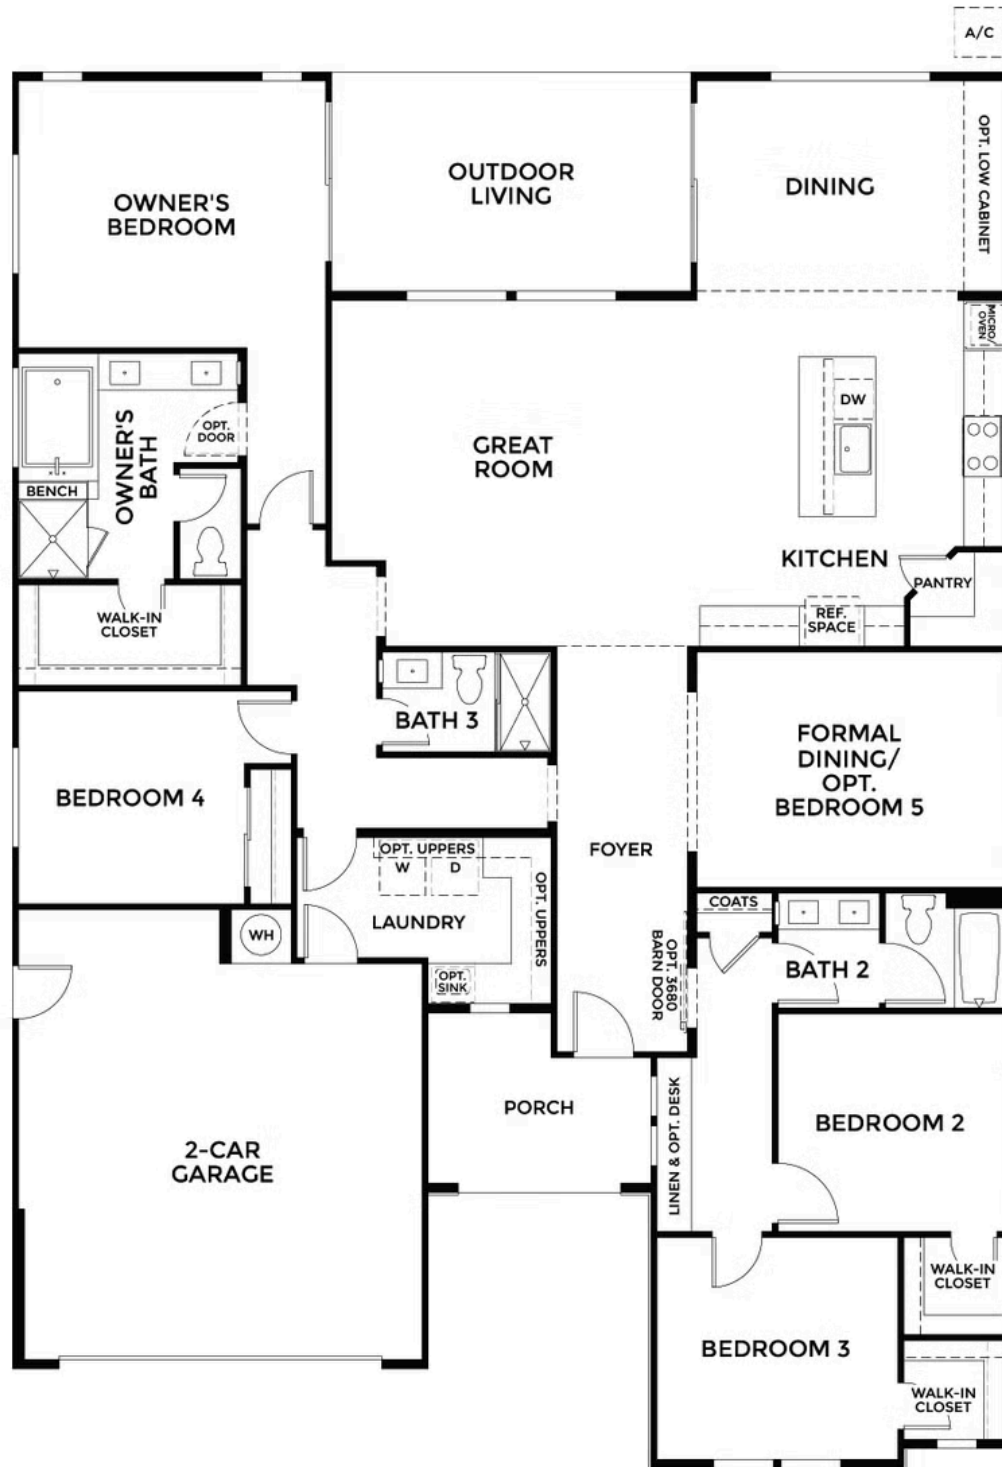 A/C
OWNER'S
BEDROOM
OUTDOOR
LIVING
DINING
OPT. LOW CABINET
MICRO/
OVEN
DW
OPT.
DOOR
OWNER'S
BATH
BENCH
GREAT
ROOM
KITCHEN
PANTRY
WALK-IN
CLOSET
REF.
SPACE
BATH 3
FORMAL
DINING/
OPT.
BEDROOM 5
BEDROOM 4
FOYER
OPT. UPPERS
W
D
OPT. UPPERS
LAUNDRY
WH
OPT.
SINK
COATS
OPT. 3680
BARN DOOR
BATH 2
PORCH
LINEN & OPT. DESK
BEDROOM 2
2-CAR
GARAGE
WALK-IN
CLOSET
BEDROOM 3
WALK-IN
CLOSET